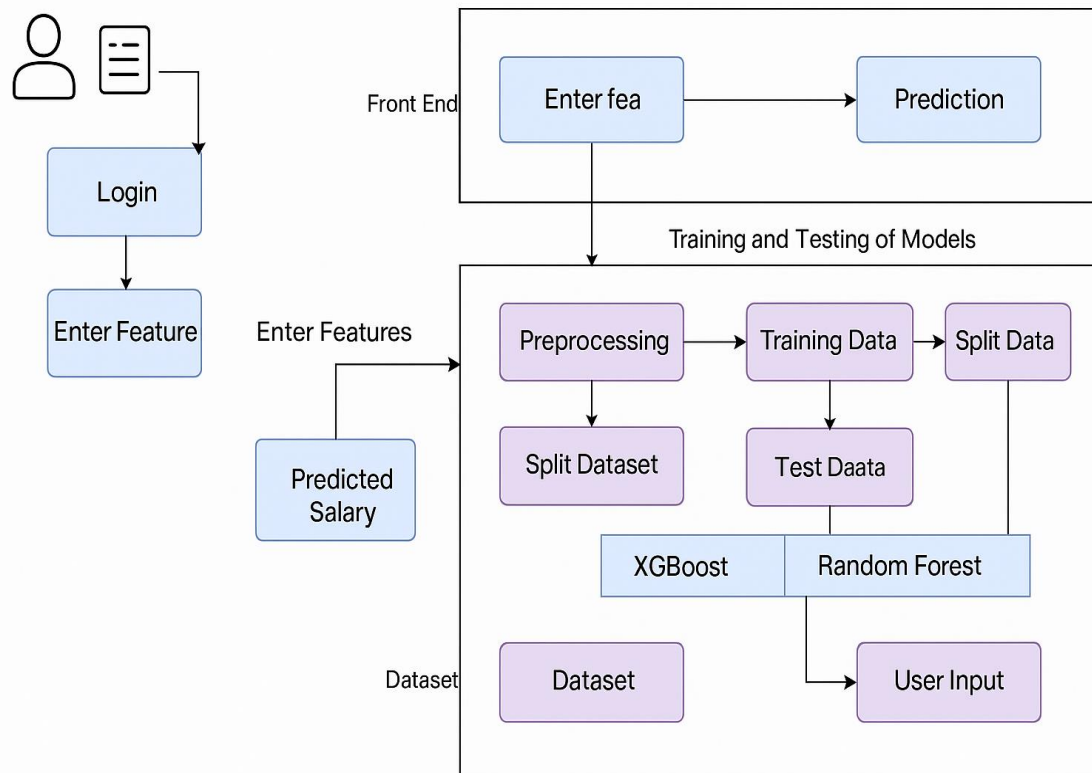 Front End
Enter fea
Prediction
Login
Training and Testing of Models
Enter Feature
Enter Features
Preprocessing
Training Data
Split Data
Predicted
Salary
Split Dataset
Test Daata
XGBoost
Random Forest
Dataset
Dataset
User Input